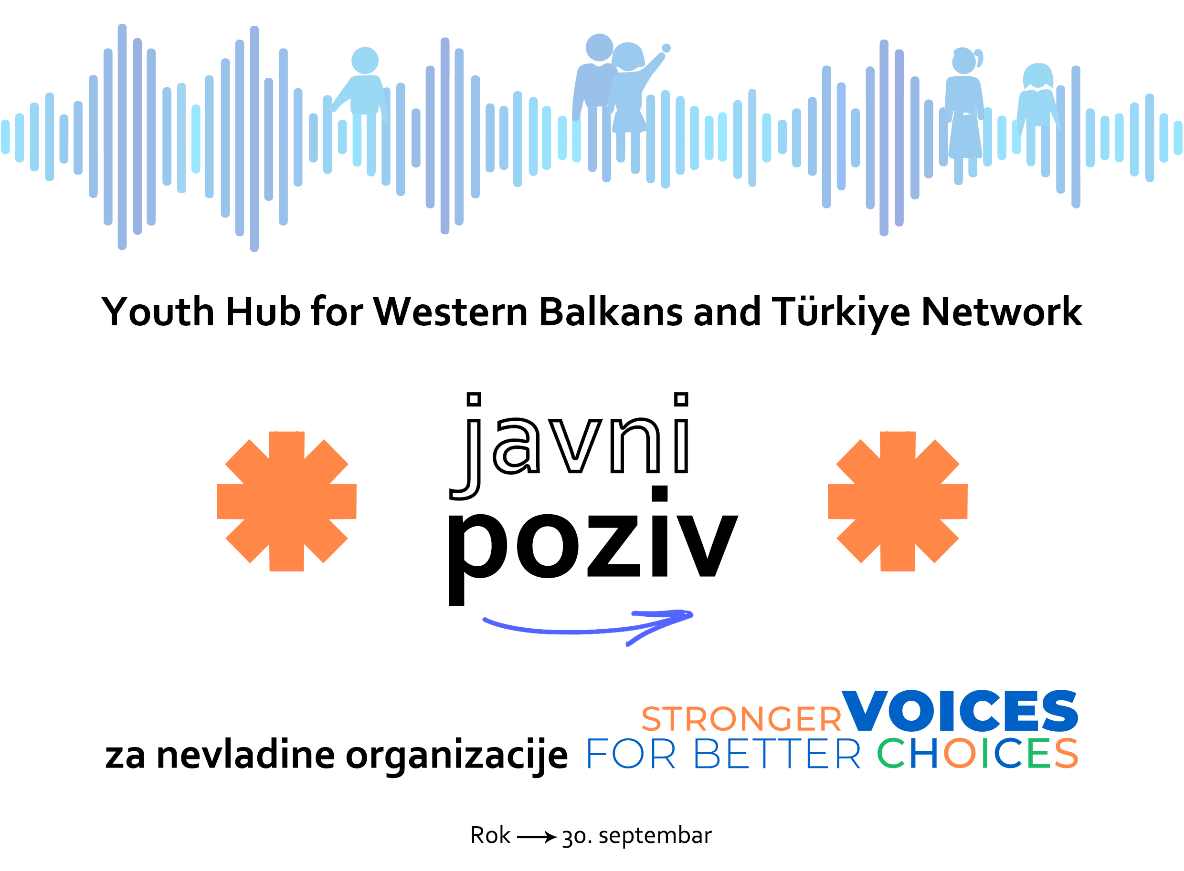 Youth Hub for Western Balkans and Türkiye Network
javni
poziv
STRONGER VOICES
za nevladine organizacije FOR BETTER CHOICES
Rok → 30. septembar